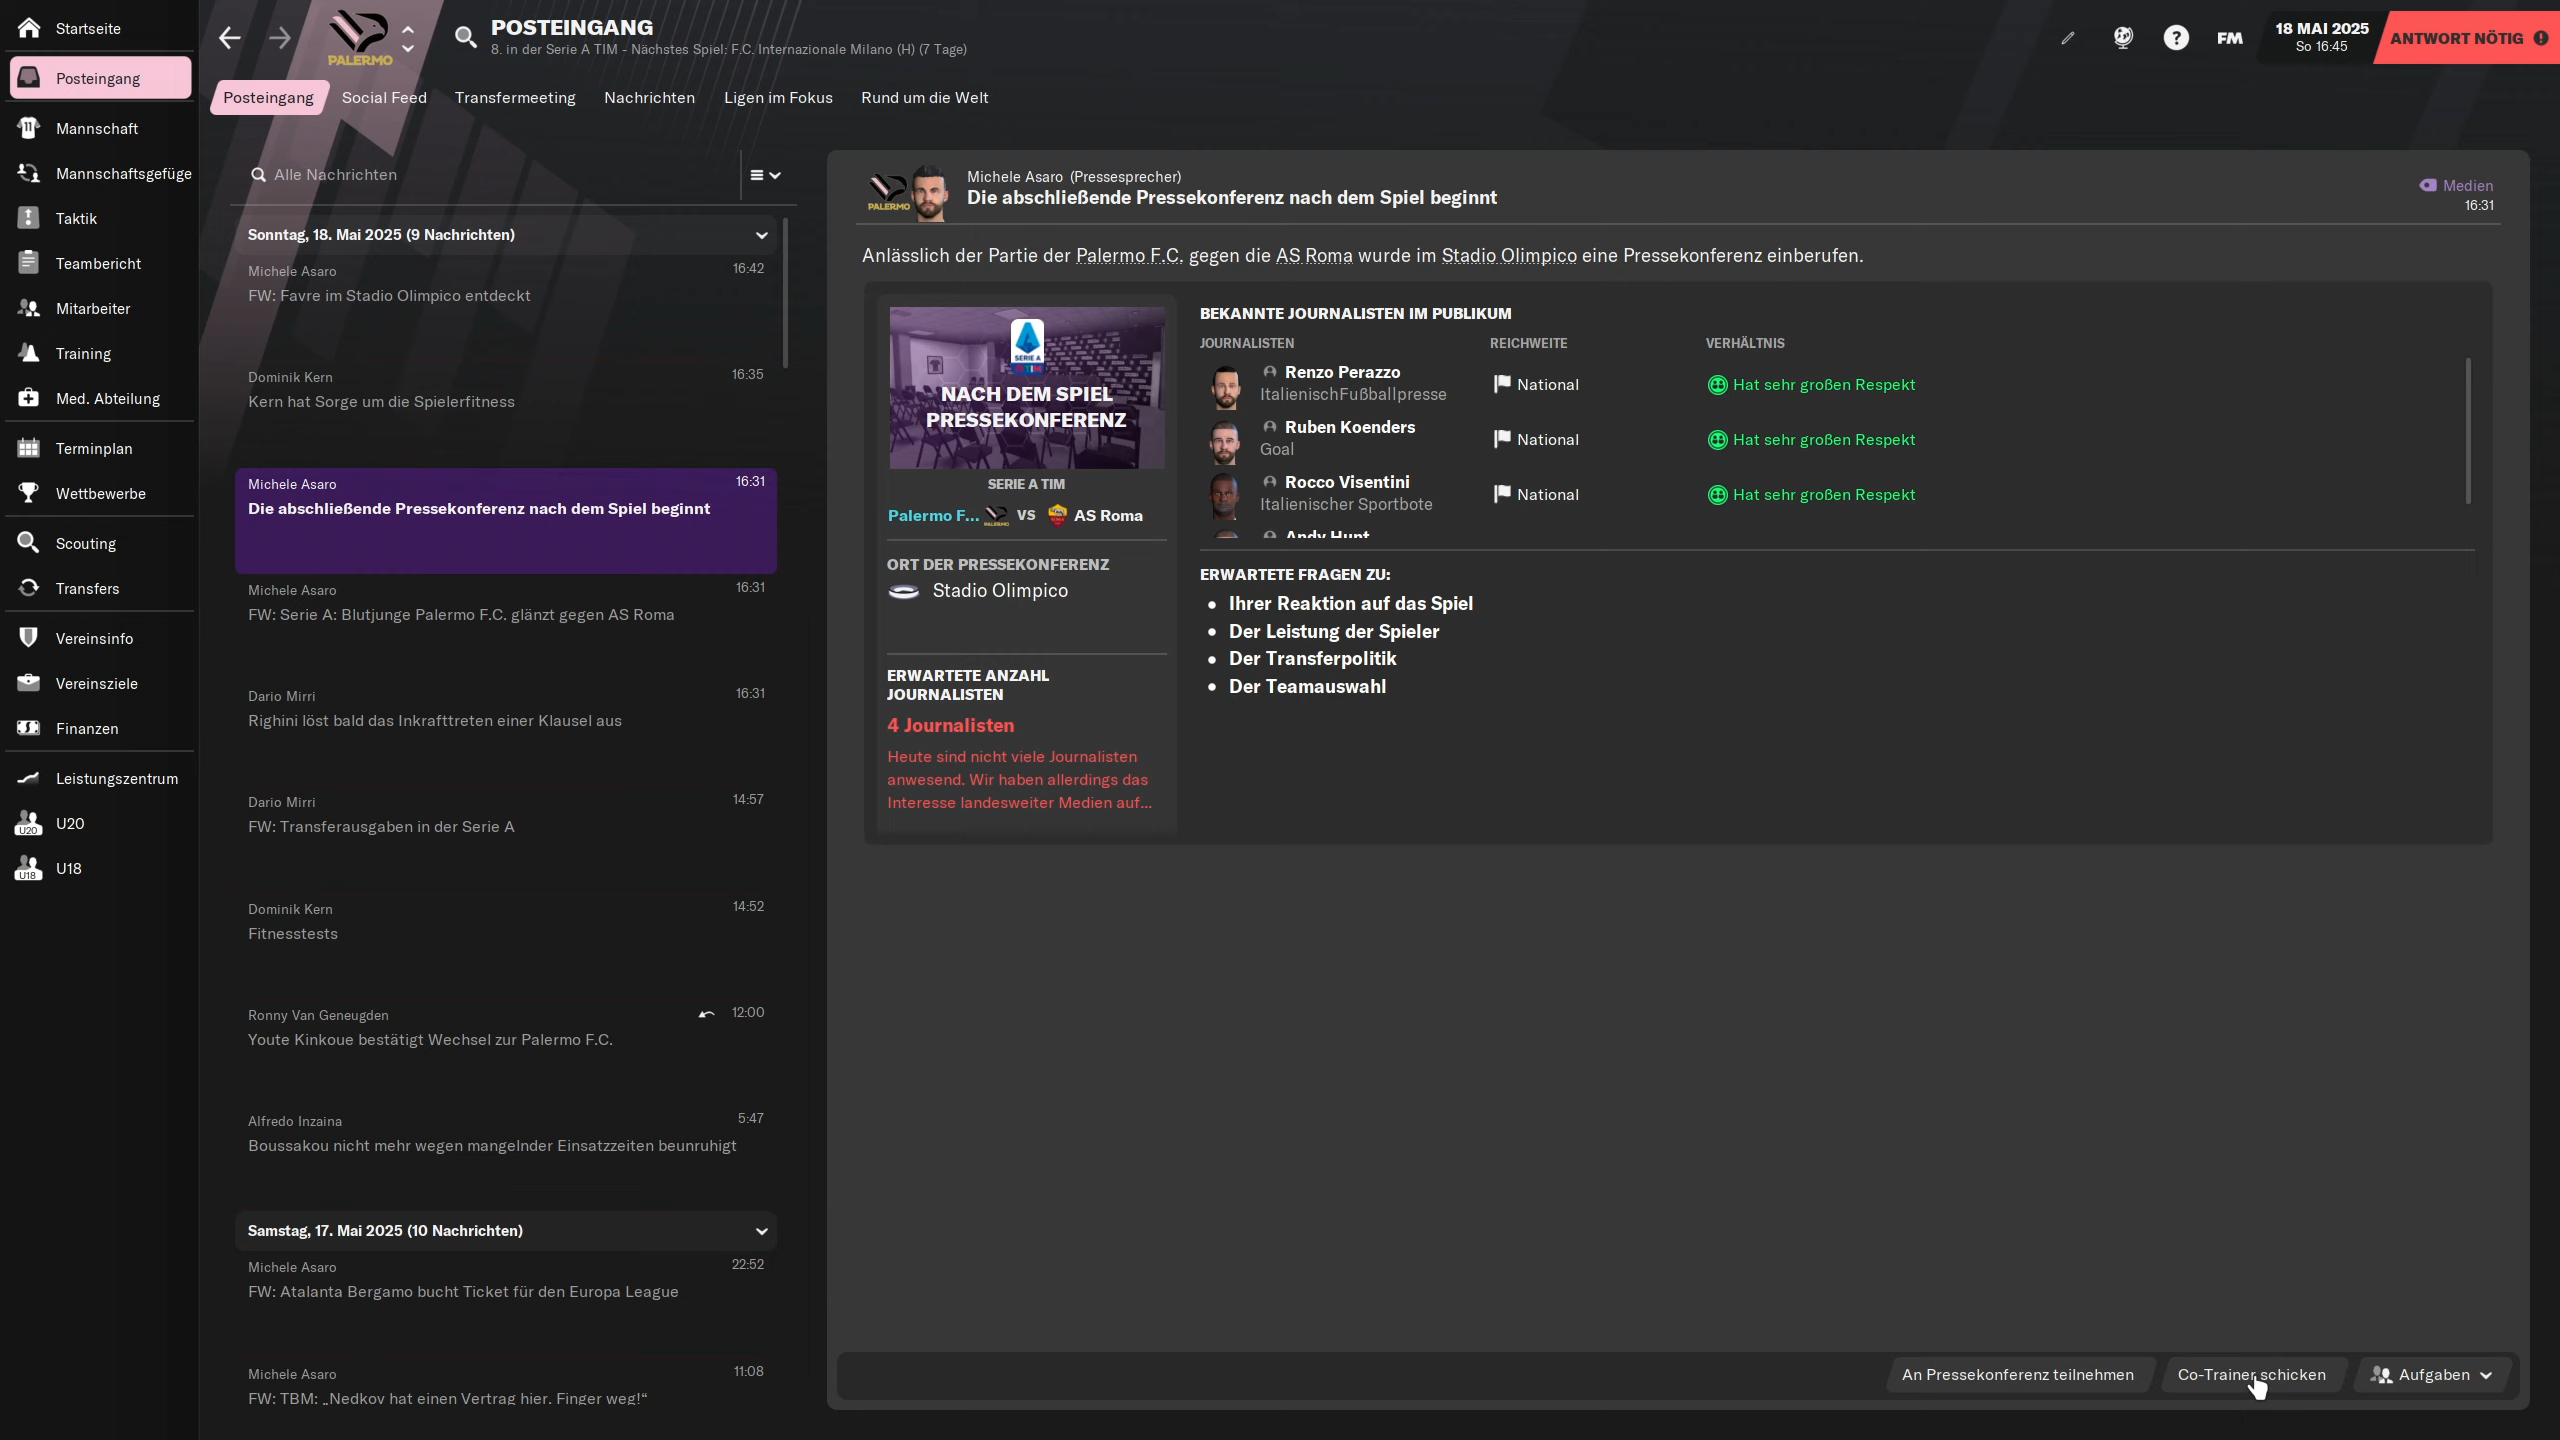 Startseite
Posteingang
Mannschaft
Mannschaftsgefüge
Taktik
Teambericht
Mitarbeiter
Training
Med. Abteilung
Terminplan
Wettbewerbe
Scouting
Transfers
Vereinsinfo
Vereinsziele
Finanzen
Leistungszentrum
U20
U20
U18
U18
PALERMO
POSTEINGANG
8. in der Serie A TIM - Nächstes Spiel: F.C. Internazionale Milano (H) (7 Tage)
FM
18 MAI 2025
So 16:45
ANTWORT NÖTIG
Posteingang Social Feed Transfermeeting Nachrichten Ligen im Fokus Rund um die Welt
Alle Nachrichten
Sonntag, 18. Mai 2025 (9 Nachrichten)
Michele Asaro 16:42
FW: Favre im Stadio Olimpico entdeckt
Dominik Kern 16:35
Kern hat Sorge um die Spielerfitness
Michele Asaro 16:31
Die abschließende Pressekonferenz nach dem Spiel beginnt
Michele Asaro 16:31
FW: Serie A: Blutjunge Palermo F.C. glänzt gegen AS Roma
Dario Mirri 16:31
Righini löst bald das Inkrafttreten einer Klausel aus
Dario Mirri 14:57
FW: Transferausgaben in der Serie A
Dominik Kern 14:52
Fitnesstests
Ronny Van Geneugden 12:00
Youte Kinkoue bestätigt Wechsel zur Palermo F.C.
Alfredo Inzaina 5:47
Boussakou nicht mehr wegen mangelnder Einsatzzeiten beunruhigt
Samstag, 17. Mai 2025 (10 Nachrichten)
Michele Asaro 22:52
FW: Atalanta Bergamo bucht Ticket für den Europa League
Michele Asaro 11:08
FW: TBM: „Nedkov hat einen Vertrag hier. Finger weg!“
PALERMO
Michele Asaro (Pressesprecher)
Die abschließende Pressekonferenz nach dem Spiel beginnt
Medien
16:31
Anlässlich der Partie der Palermo F.C. gegen die AS Roma wurde im Stadio Olimpico eine Pressekonferenz einberufen.
SERIE A
TIM
NACH DEM SPIEL
PRESSEKONFERENZ
SERIE A TIM
Palermo F... VS AS Roma
ORT DER PRESSEKONFERENZ
Stadio Olimpico
ERWARTETE ANZAHL
JOURNALISTEN
4 Journalisten
Heute sind nicht viele Journalisten
anwesend. Wir haben allerdings das
Interesse landesweiter Medien auf...
BEKANNTE JOURNALISTEN IM PUBLIKUM
JOURNALISTEN REICHWEITE VERHÄLTNIS
Renzo Perazzo
ItalienischFußballpresse
National
Hat sehr großen Respekt
Ruben Koenders
Goal
National
Hat sehr großen Respekt
Rocco Visentini
Italienischer Sportbote
National
Hat sehr großen Respekt
Andy Hunt
ERWARTETE FRAGEN ZU:
• Ihrer Reaktion auf das Spiel
• Der Leistung der Spieler
• Der Transferpolitik
• Der Teamauswahl
An Pressekonferenz teilnehmen Co-Trainer schicken Aufgaben